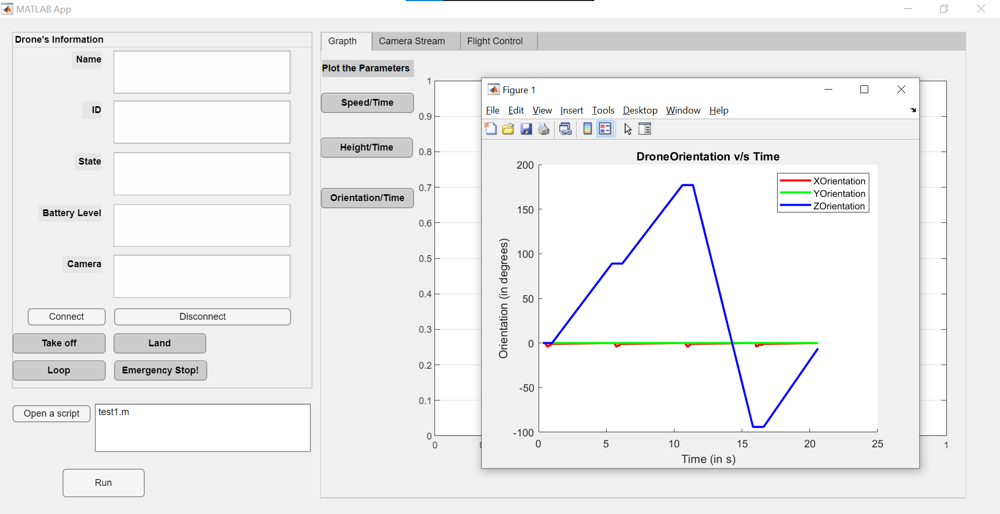 MATLAB App
Drone's Information
Name
ID
State
Battery Level
Camera
Connect
Disconnect
Take off
Land
Loop
Emergency Stop!
Open a script
test1.m
Run
Grapth
Camera Stream
Flight Control
Plot the Parameters
Speed/Time
Height/Time
Orientation/Time
1
0.9
0.8
0.7
0.6
0.5
0.4
0.3
0.2
0.1
0
0
1
Figure 1
File Edit View Insert Tools Desktop Window Help
DroneOrientation v/s Time
200
150
100
50
0
-50
-100
Orientation (in degrees)
XOrientation
YOrientation
ZOrientation
0 5 10 15 20 25
Time (in s)